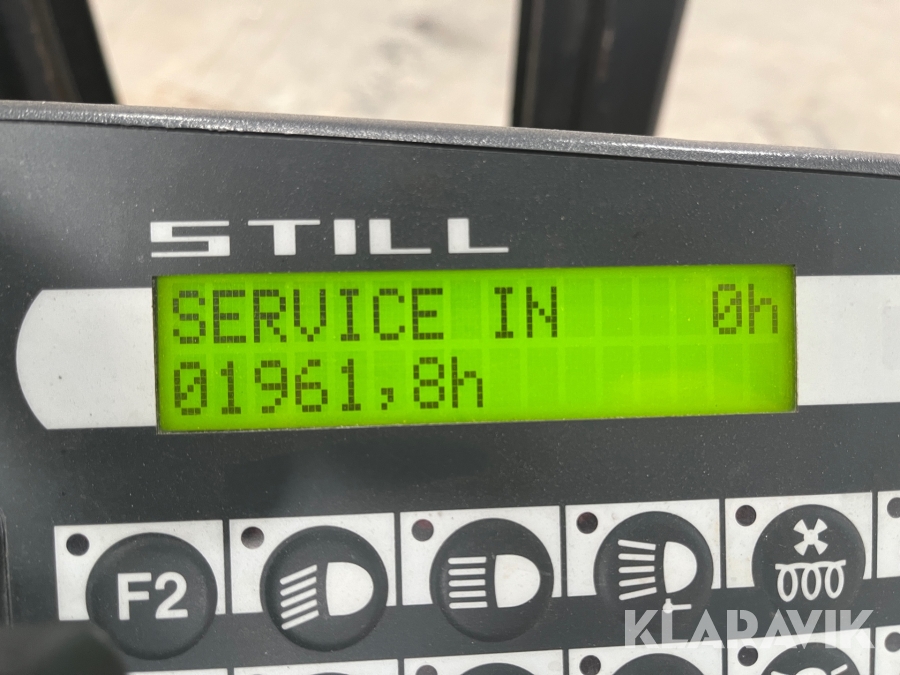 STILL
SERVICE IN 0h
01961,8h
F2
KLARAVIK